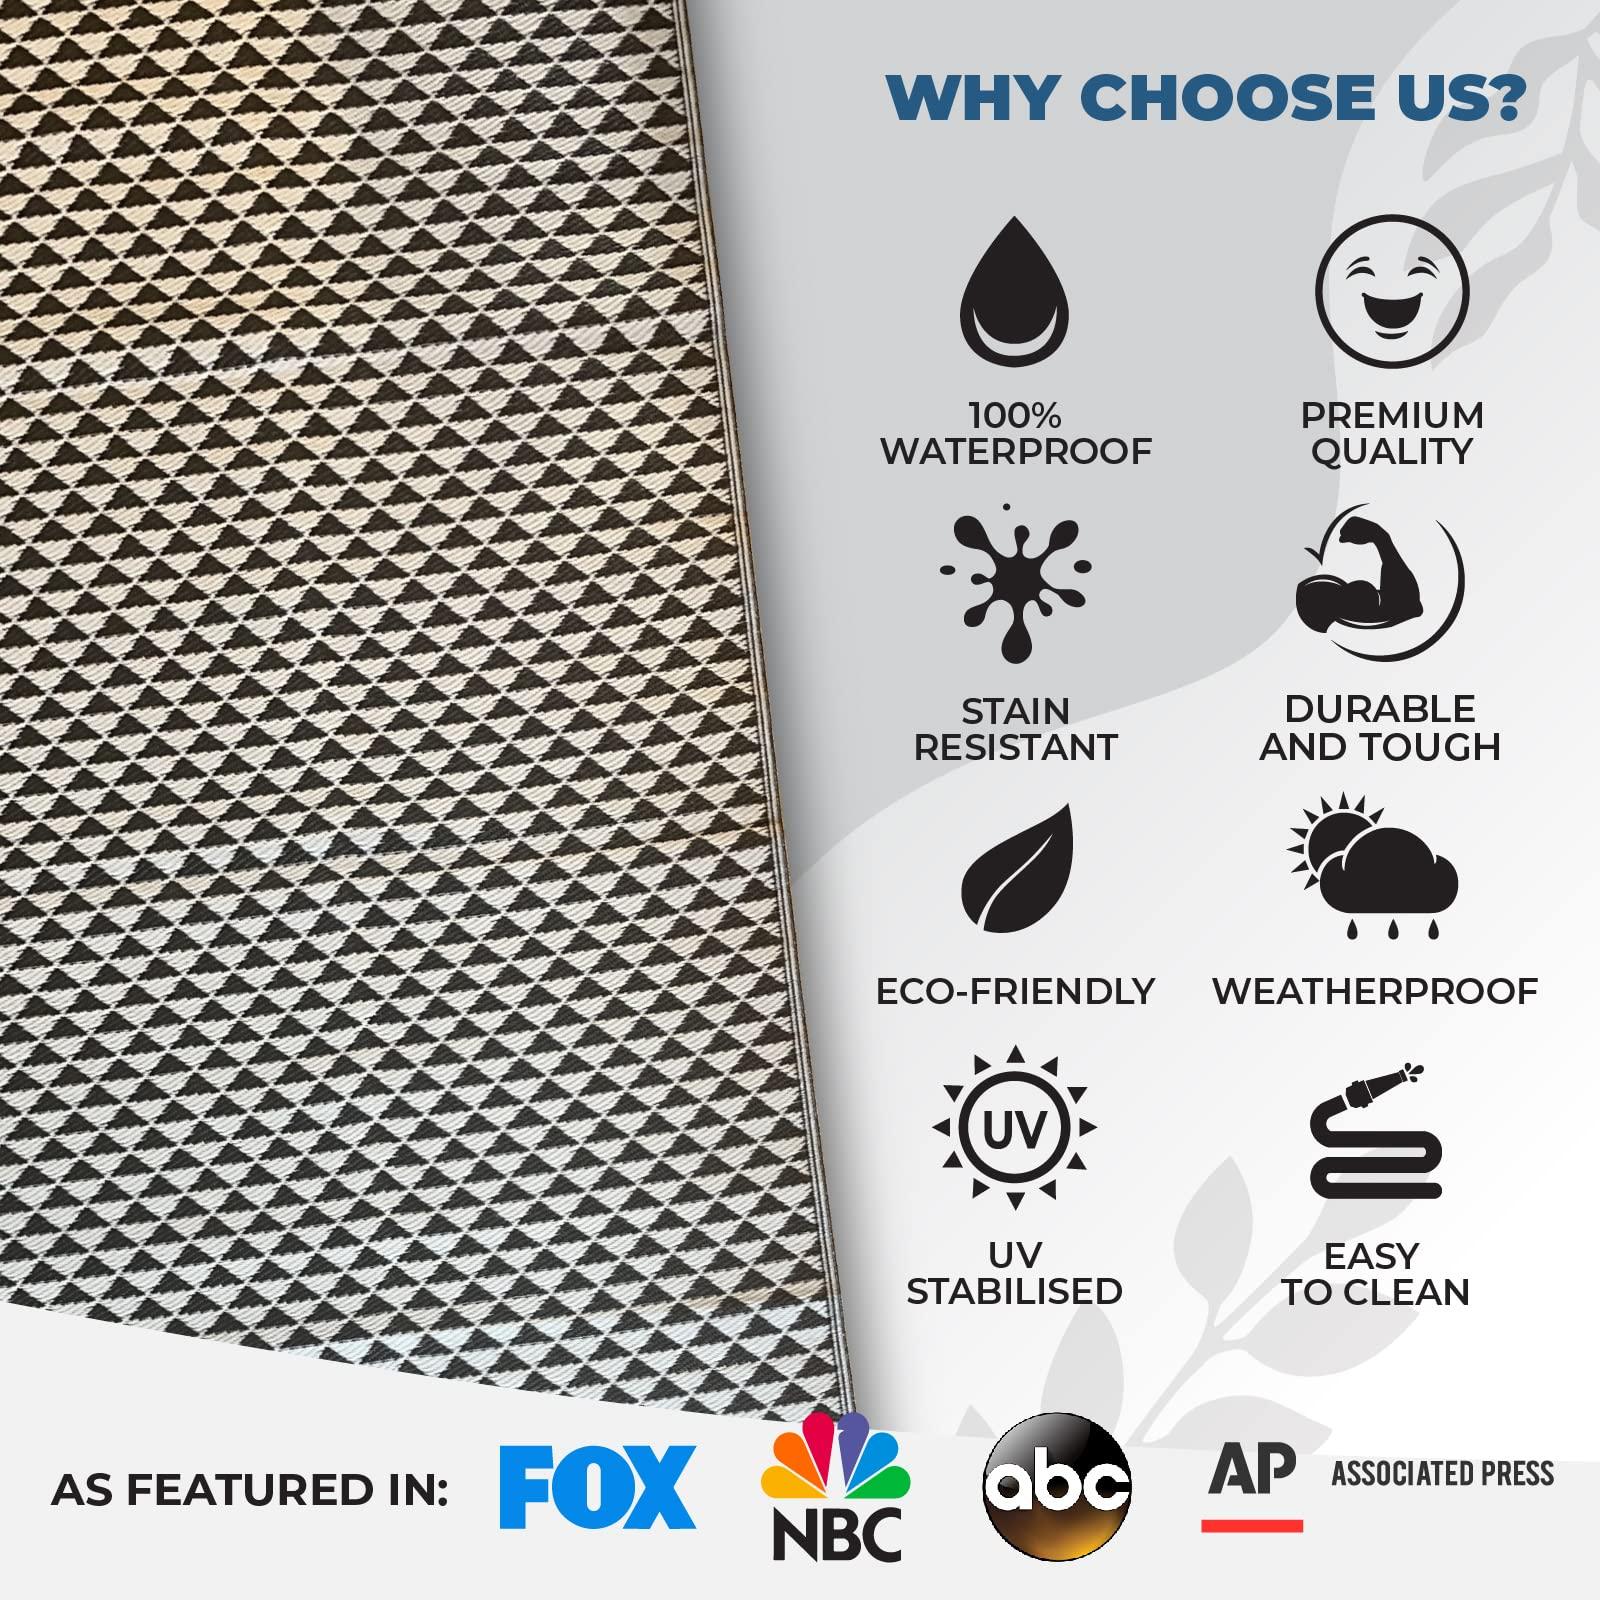 WHY CHOOSE US?
100%
WATERPROOF
PREMIUM
QUALITY
STAIN
RESISTANT
DURABLE
AND TOUGH
ECO-FRIENDLY
WEATHERPROOF
UV
UV
STABILISED
EASY
TO CLEAN
AS FEATURED IN:
FOX
NBC
abc
AP
ASSOCIATED PRESS